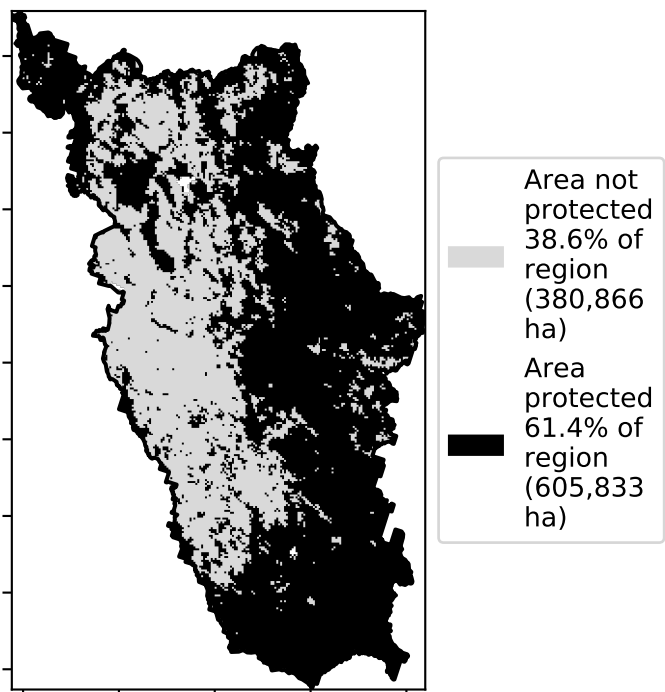 Area not
protected
38.6% of
region
(380,866
ha)
Area
protected
61.4% of
region
(605,833
ha)